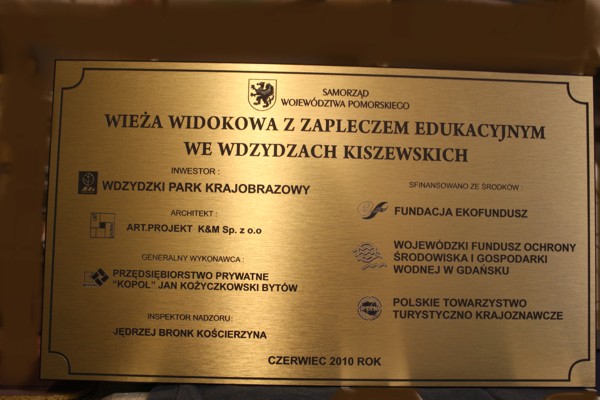 SAMORZĄD
WOJEWÓDZTWA POMORSKIEGO
WIEŻA WIDOKOWA Z ZAPLECZEM EDUKACYJNYM
WE WDZYDZACH KISZEWSKICH
INWESTOR :
WDZYDZKI PARK KRAJOBRAZOWY
ARCHITEKT :
ART.PROJEKT K&M Sp. z o.o
GENERALNY WYKONAWCA :
PRZEDSIĘBIORSTWO PRYWATNE
"KOPOL" JAN KOŻYCZKOWSKI BYTÓW
INSPEKTOR NADZORU:
JĘDRZEJ BRONK KOŚCIERZYNA
SFINANSOWANO ZE ŚRODKÓW :
FUNDACJA EKOFUNDUSZ
WOJEWÓDZKI FUNDUSZ OCHRONY
ŚRODOWISKA I GOSPODARKI
WODNEJ W GDAŃSKU
POLSKIE TOWARZYSTWO
TURYSTYCZNO KRAJOZNAWCZE
CZERWIEC 2010 ROK